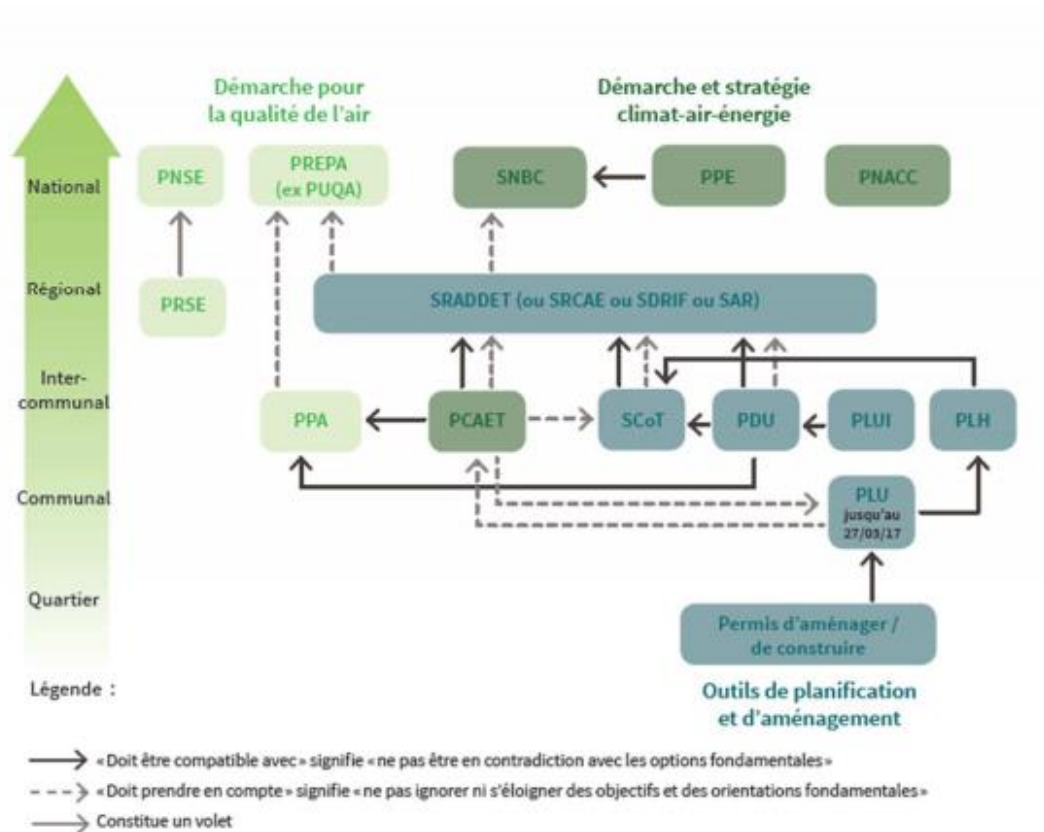 Démarche pour
la qualité de l'air
Démarche et stratégie
climat-air-énergie
National
PNSE
PREPA
(ex PUQA)
SNBC
PPE
PNACC
Régional
PRSE
SRADDET (ou SRCAE ou SDRIF ou SAR)
Inter-
communal
PPA
PCAET
SCoT
PDU
PLUI
PLH
Communal
PLU
jusqu'au
27/03/17
Quartier
Permis d'aménager /
de construire
Outils de planification
et d'aménagement
Légende :
«Doit être compatible avec» signifie «ne pas être en contradiction avec les options fondamentales»
«Doit prendre en compte» signifie «ne pas ignorer ni s'éloigner des objectifs et des orientations fondamentales»
Constitue un volet